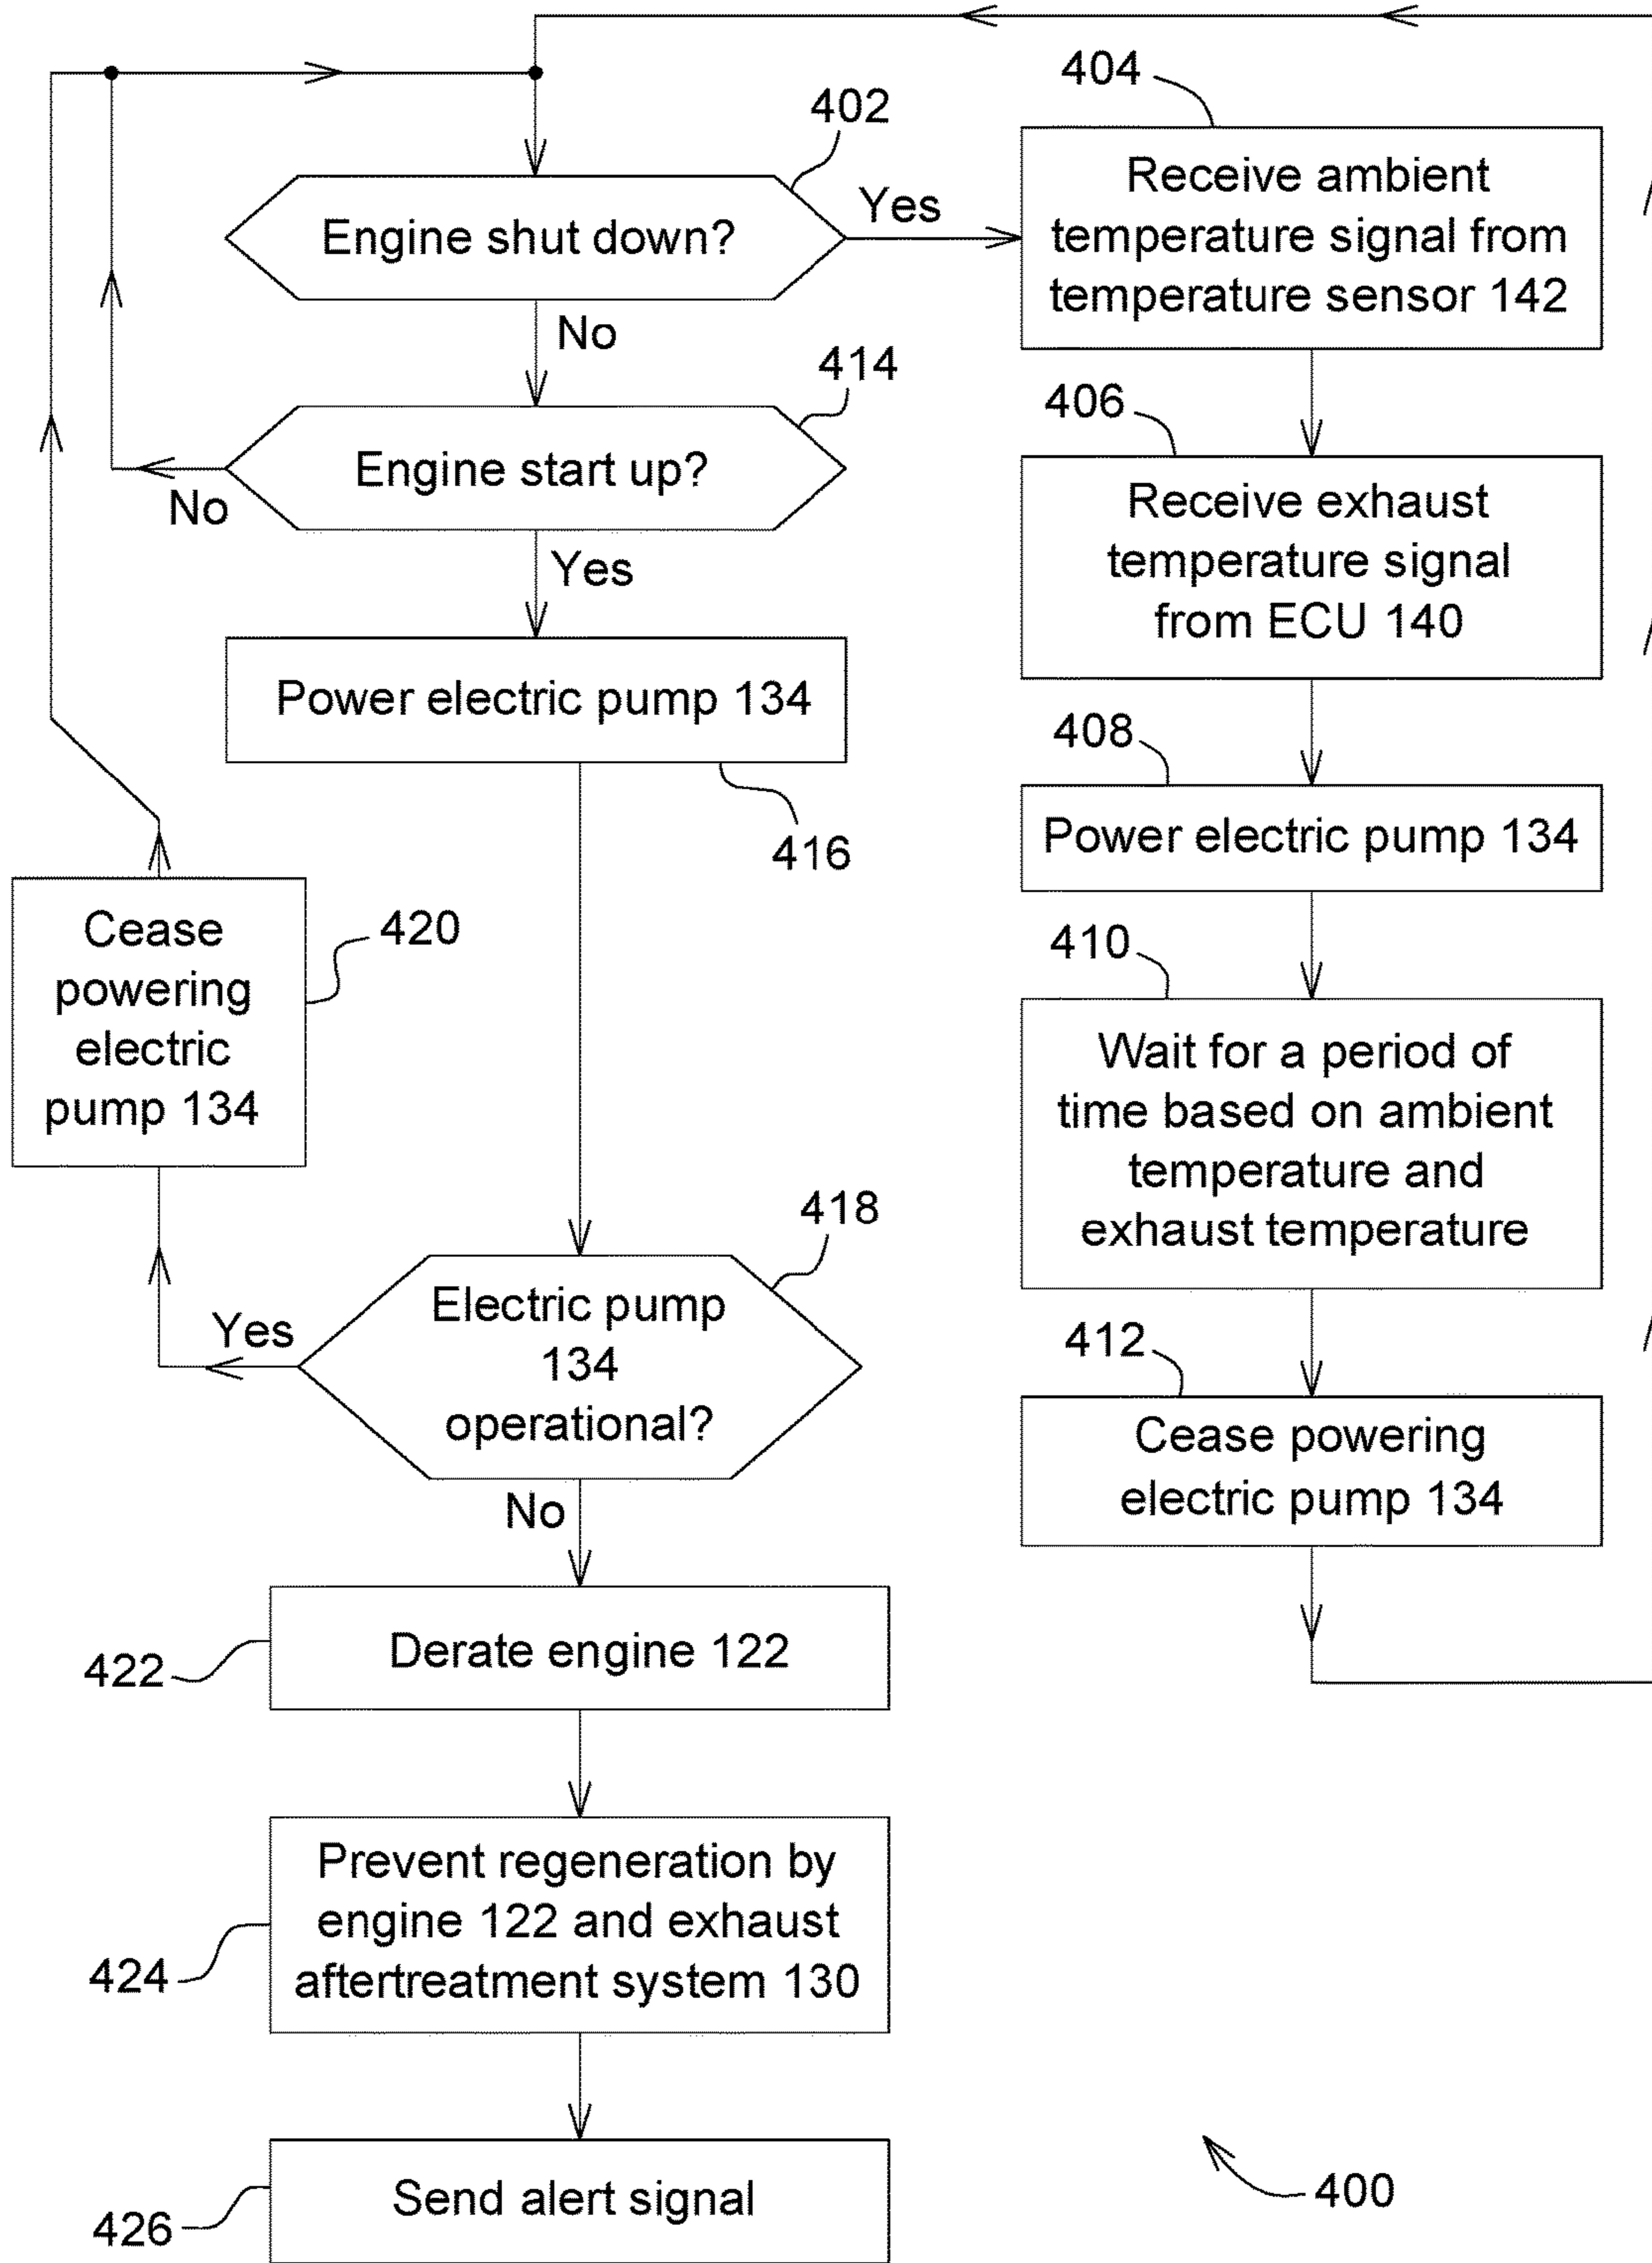 402
Engine shut down?
Yes
No
404
Receive ambient
temperature signal from
temperature sensor 142
406
Receive exhaust
temperature signal
from ECU 140
408
Power electric pump 134
410
Wait for a period of
time based on ambient
temperature and
exhaust temperature
412
Cease powering
electric pump 134
414
Engine start up?
No
Yes
Power electric pump 134
416
418
Electric pump
134
operational?
Yes
No
Cease
powering
electric
pump 134
420
Derate engine 122
422
Prevent regeneration by
engine 122 and exhaust
aftertreatment system 130
424
Send alert signal
426
400